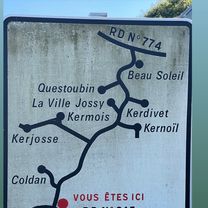 RD N° 774
Beau Soleil
Questoubin
La Ville Jossy
Kermois
Kerdivet
Kernoïl
Kerjosse
Coldan
VOUS ÊTES ICI